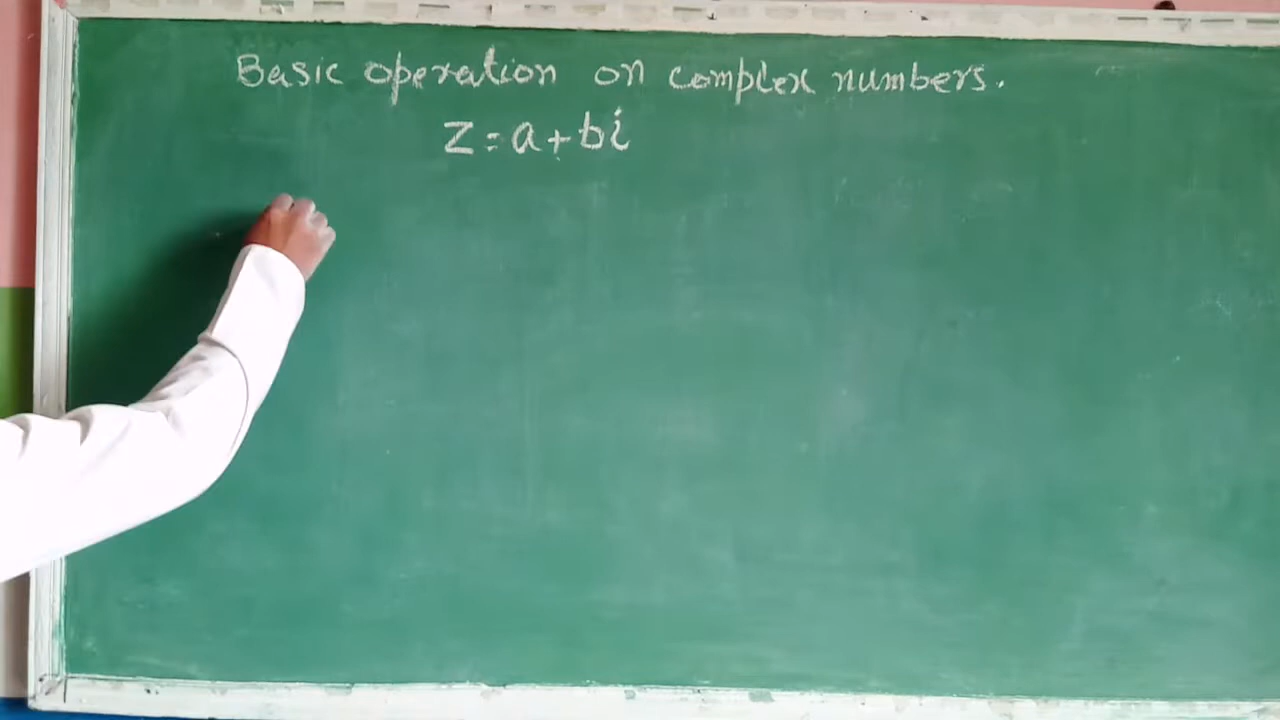 Basic operation on complex numbers.
z = a + bi